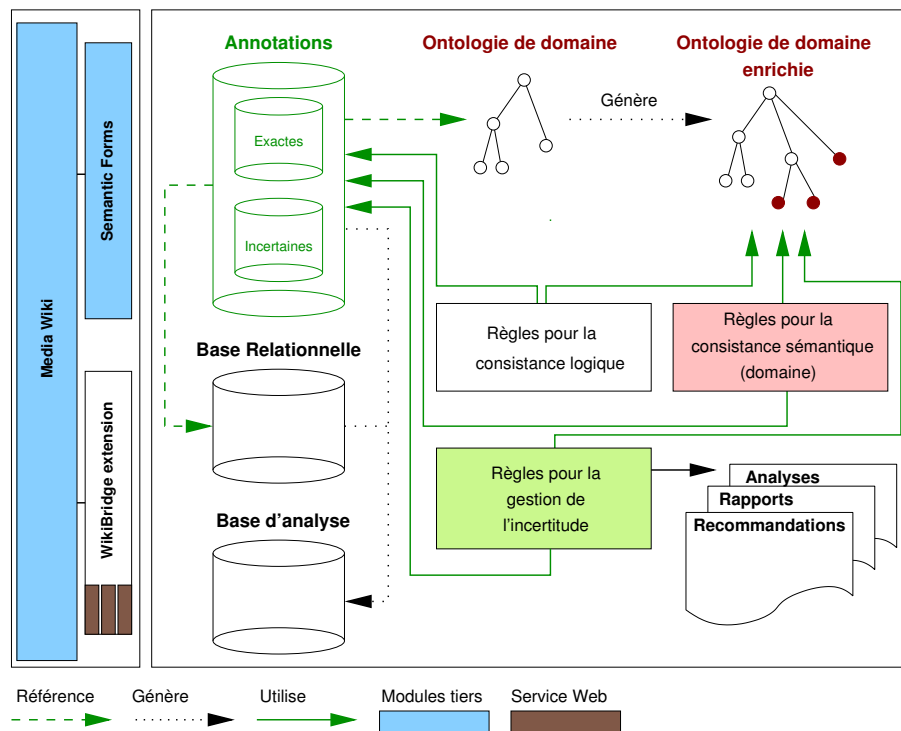 Media Wiki
Semantic Forms
WikiBridge extension
Annotations
Exactes
Incertaines
Ontologie de domaine
Génère
Ontologie de domaine
enrichie
Base Relationnelle
Base d'analyse
Règles pour la
consistance logique
Règles pour la
consistance sémantique
(domaine)
Règles pour la
gestion de
l'incertitude
Analyses
Rapports
Recommandations
Référence
Génère
Utilise
Modules tiers
Service Web